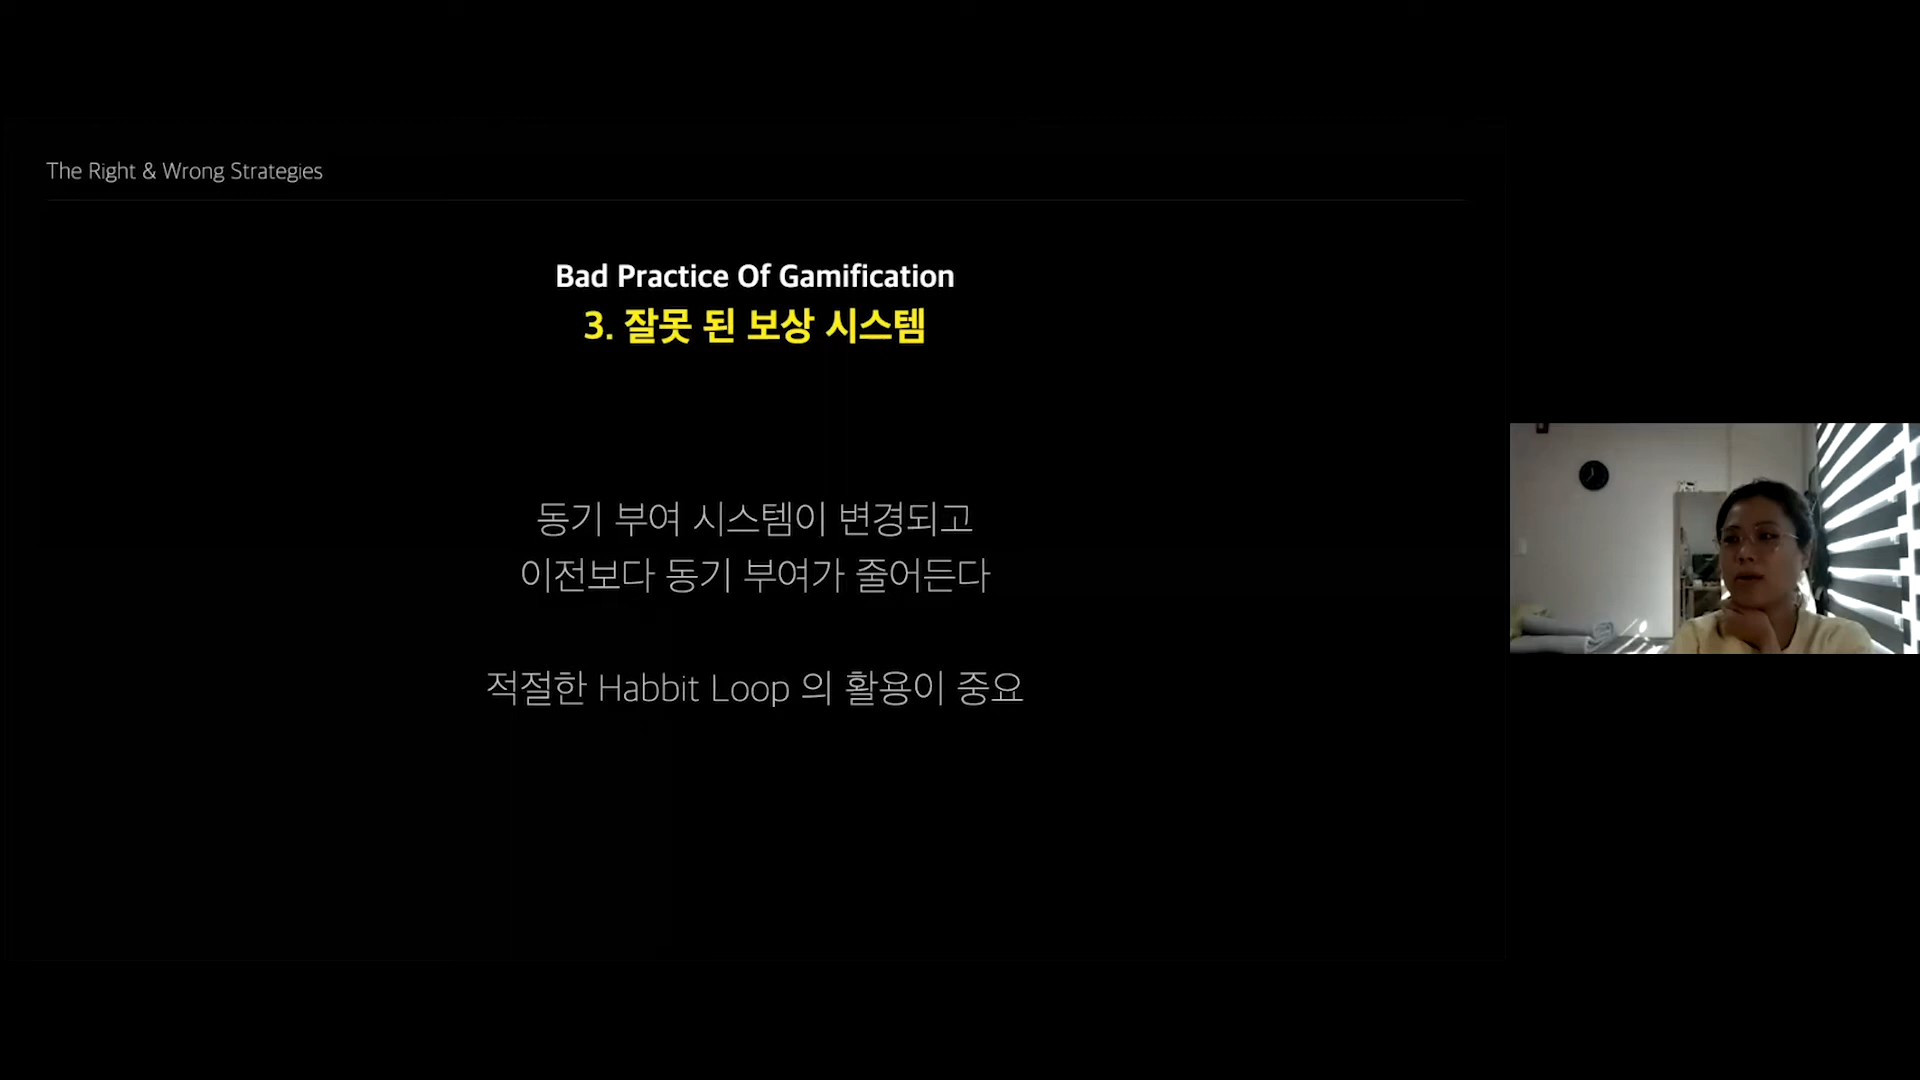 The Right & Wrong Strategies
Bad Practice Of Gamification
3. 잘못 된 보상 시스템
동기 부여 시스템이 변경되고
이전보다 동기 부여가 줄어든다
적절한 Habbit Loop 의 활용이 중요